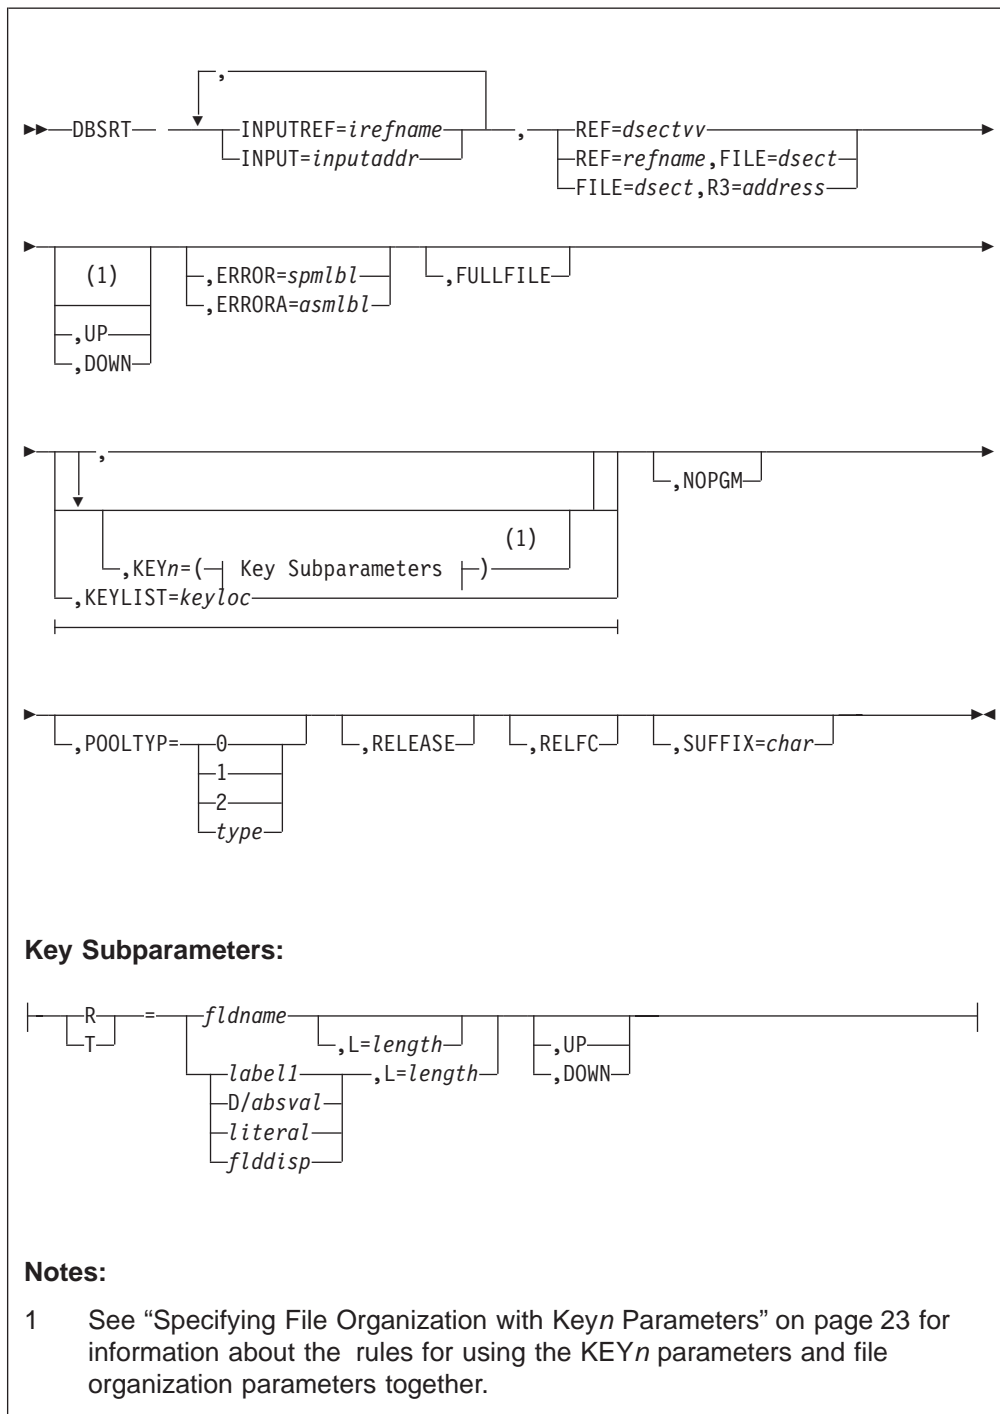 ,
DBSRT INPUTREF=irefname , REF=dsectvv
INPUT=inputaddr REF=refname,FILE=dsect
FILE=dsect,R3=address
(1) ,ERROR=spmlbl ,FULLFILE
,ERRORA=asmlbl
,UP
,DOWN
,
,NOPGM
(1)
,KEYn=( Key Subparameters )
,KEYLIST=keyloc
,POOLTYP= 0 ,RELEASE ,RELFC ,SUFFIX=char
1
2
type
Key Subparameters:
R = fldname
T ,L=length ,UP
label1 ,L=length ,DOWN
D/absval
literal
flddisp
Notes:
1 See “Specifying File Organization with Keyn Parameters” on page 23 for
information about the rules for using the KEYn parameters and file
organization parameters together.